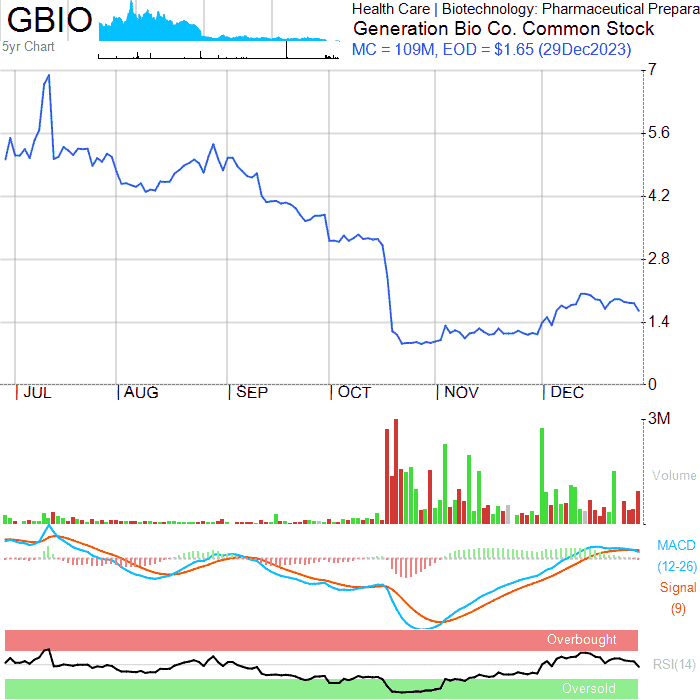 GBIO
5yr Chart
Health Care | Biotechnology: Pharmaceutical Prepara
Generation Bio Co. Common Stock
MC = 109M, EOD = $1.65 (29Dec2023)
7
5.6
4.2
2.8
1.4
0
JUL AUG SEP OCT NOV DEC
3M
Volume
MACD
(12-26)
Signal
(9)
Overbought
RSI(14)
Oversold